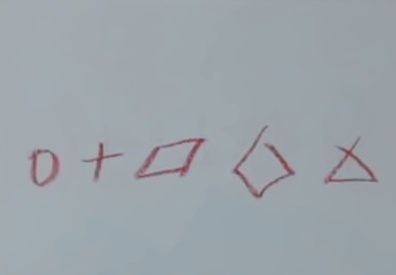 0 + ▱ ◇ △